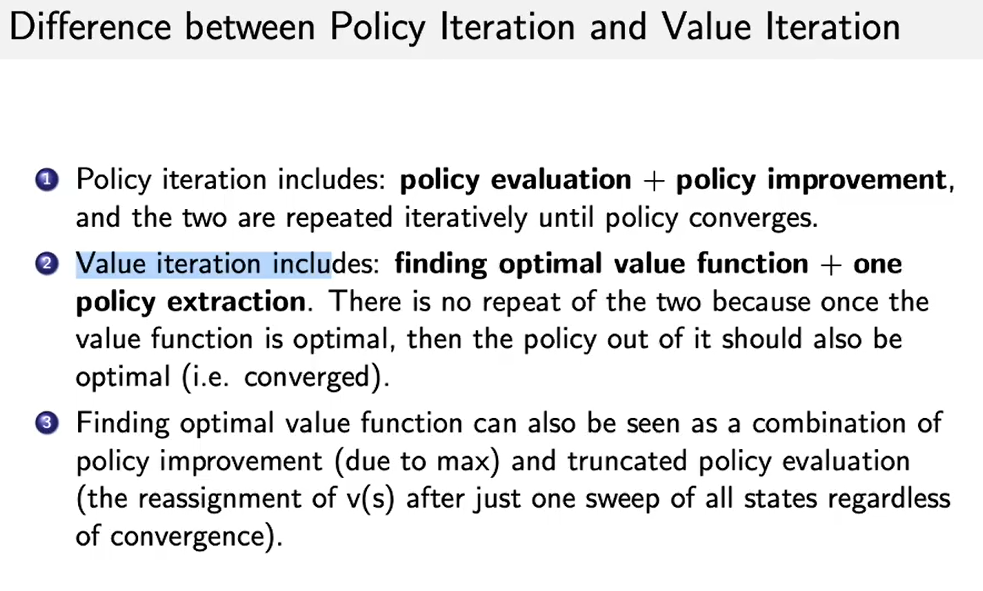 Difference between Policy Iteration and Value Iteration
1 Policy iteration includes: policy evaluation + policy improvement,
and the two are repeated iteratively until policy converges.
2 Value iteration includes: finding optimal value function + one
policy extraction. There is no repeat of the two because once the
value function is optimal, then the policy out of it should also be
optimal (i.e. converged).
3 Finding optimal value function can also be seen as a combination of
policy improvement (due to max) and truncated policy evaluation
(the reassignment of v(s) after just one sweep of all states regardless
of convergence).